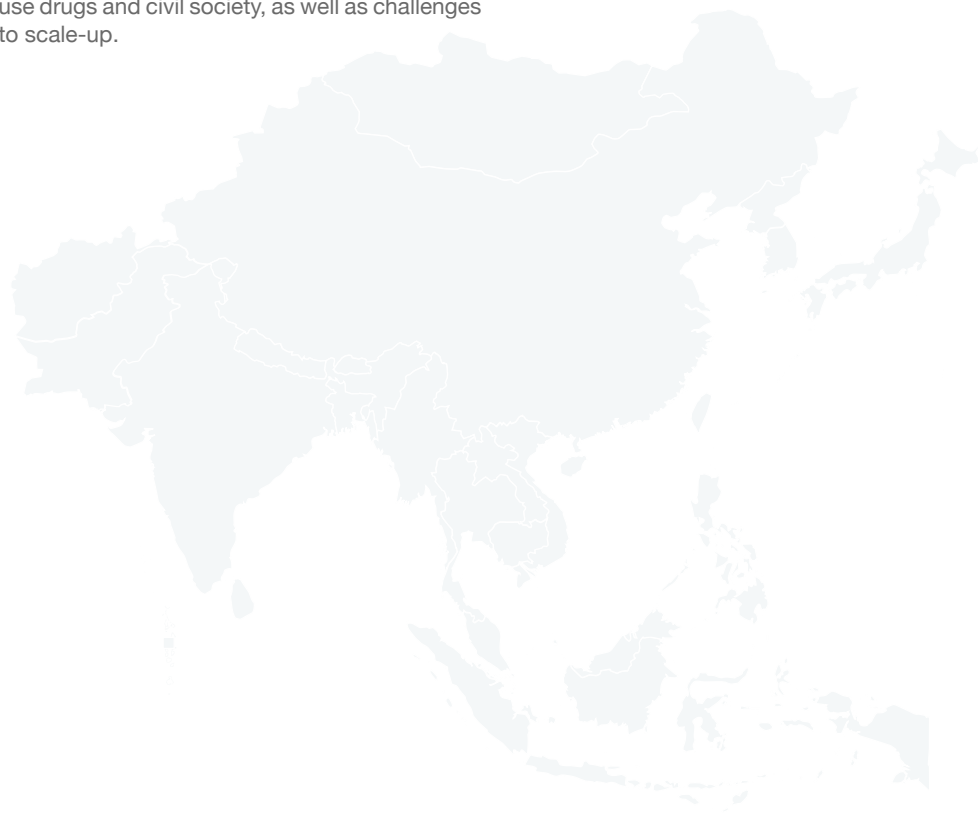 use drugs and civil society, as well as challenges
to scale-up.